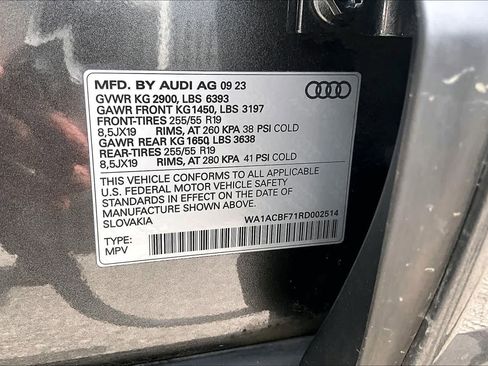 MFD. BY AUDI AG 09 23
GVWR KG 2900, LBS 6393
GAWR FRONT KG1450, LBS 3197
FRONT-TIRES 255/55 R19
8,5JX19 RIMS, AT 260 KPA 38 PSI COLD
GAWR REAR KG 1650, LBS 3638
REAR-TIRES 255/55 R19
8,5JX19 RIMS, AT 280 KPA 41 PSI COLD
THIS VEHICLE CONFORMS TO ALL APPLICABLE
U.S. FEDERAL MOTOR VEHICLE SAFETY
STANDARDS IN EFFECT ON THE DATE OF
MANUFACTURE SHOWN ABOVE.
SLOVAKIA
WA1ACBF71RD002514
TYPE:
MPV